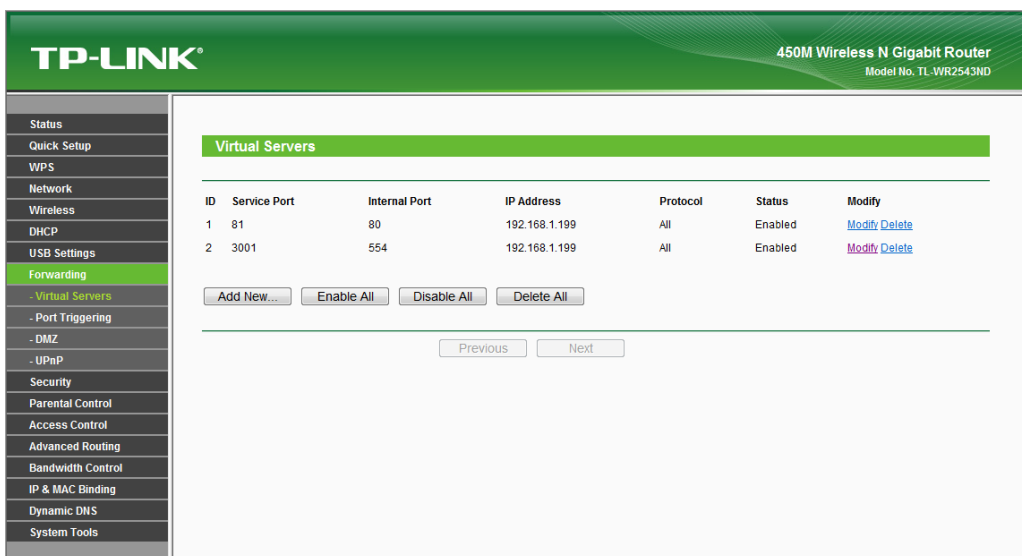 TP-LINK®
450M Wireless N Gigabit Router
Model No. TL-WR2543ND
Status
Quick Setup
WPS
Network
Wireless
DHCP
USB Settings
Forwarding
- Virtual Servers
- Port Triggering
- DMZ
- UPnP
Security
Parental Control
Access Control
Advanced Routing
Bandwidth Control
IP & MAC Binding
Dynamic DNS
System Tools
Virtual Servers
ID Service Port Internal Port IP Address Protocol Status Modify
1 81 80 192.168.1.199 All Enabled Modify Delete
2 3001 554 192.168.1.199 All Enabled Modify Delete
Add New... Enable All Disable All Delete All
Previous Next